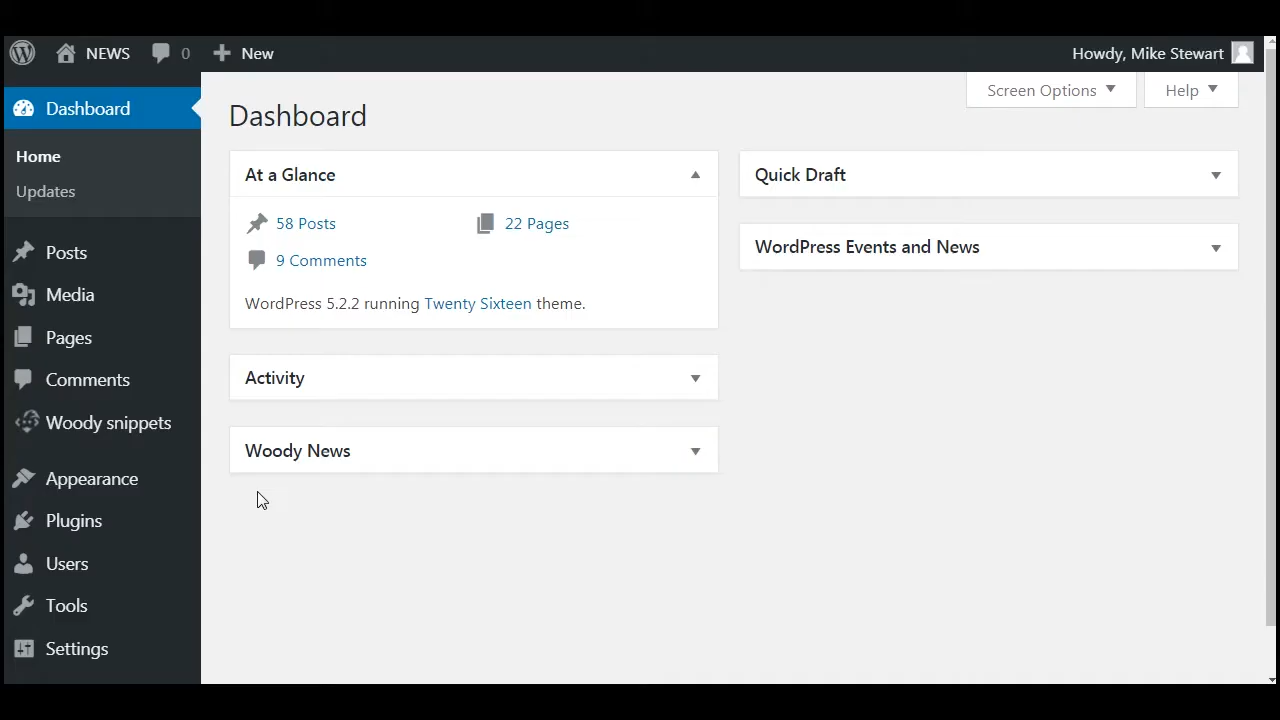 NEWS 0 New Howdy, Mike Stewart
Screen Options Help
Dashboard
Home
Updates
Posts
Media
Pages
Comments
Woody snippets
Appearance
Plugins
Users
Tools
Settings
Dashboard
At a Glance
58 Posts 22 Pages
9 Comments
WordPress 5.2.2 running Twenty Sixteen theme.
Activity
Woody News
Quick Draft
WordPress Events and News